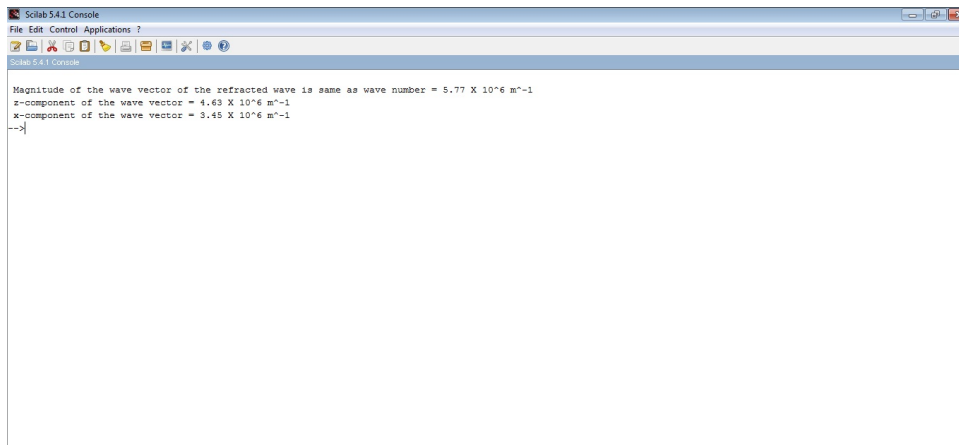 Scilab 5.4.1 Console
File Edit Control Applications ?
Scilab 5.4.1 Console
Magnitude of the wave vector of the refracted wave is same as wave number = 5.77 X 10^6 m^-1
z-component of the wave vector = 4.63 X 10^6 m^-1
x-component of the wave vector = 3.45 X 10^6 m^-1
-->